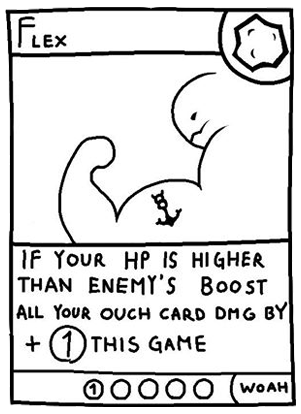 FLEX
IF YOUR HP IS HIGHER
THAN ENEMY'S BOOST
ALL YOUR OUCH CARD DMG BY
+ 1 THIS GAME
1 WOAH